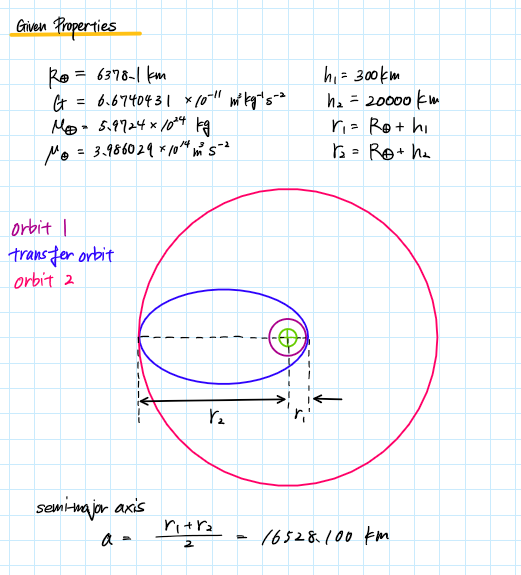 Given Properties
R⊕ = 6378.1 km
G = 6.6740431 ×10⁻¹¹ m³kg⁻¹s⁻²
M⊕ = 5.9724×10²⁴ kg
μ⊕ = 3.986029×10¹⁴ m³s⁻²
h₁ = 300km
h₂ = 20000 km
r₁ = R⊕ + h₁
r₂ = R⊕ + h₂
orbit 1
transfer orbit
orbit 2
r₂
r₁
semi-major axis
a = (r₁+r₂)/2 = 16528.100 km